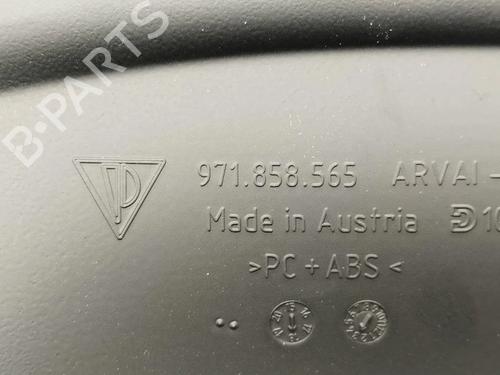 B-PARTS
971.858.565 ARVAI -
Made in Austria
>PC+ABS<